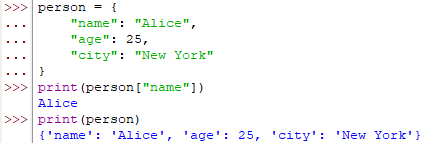 >>> person = {
...     "name": "Alice",
...     "age": 25,
...     "city": "New York"
... }
>>> print(person["name"])
    Alice
>>> print(person)
    {'name': 'Alice', 'age': 25, 'city': 'New York'}